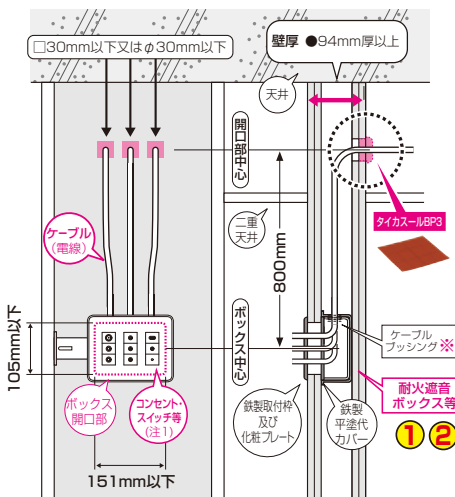 □30mm以下又はφ30mm以下
壁厚 ●94mm厚以上
天井
開口部中心
二重
天井
800mm
タイカスールBP3
ケーブル
(電線)
ボックス中心
105mm以下
ケーブル
ブッシング※
ボックス
開口部
コンセント・
スイッチ等
(注1)
鉄製取付枠
及び
化粧プレート
鉄製
平塗代
カバー
耐火遮音
ボックス等
① ②
151mm以下